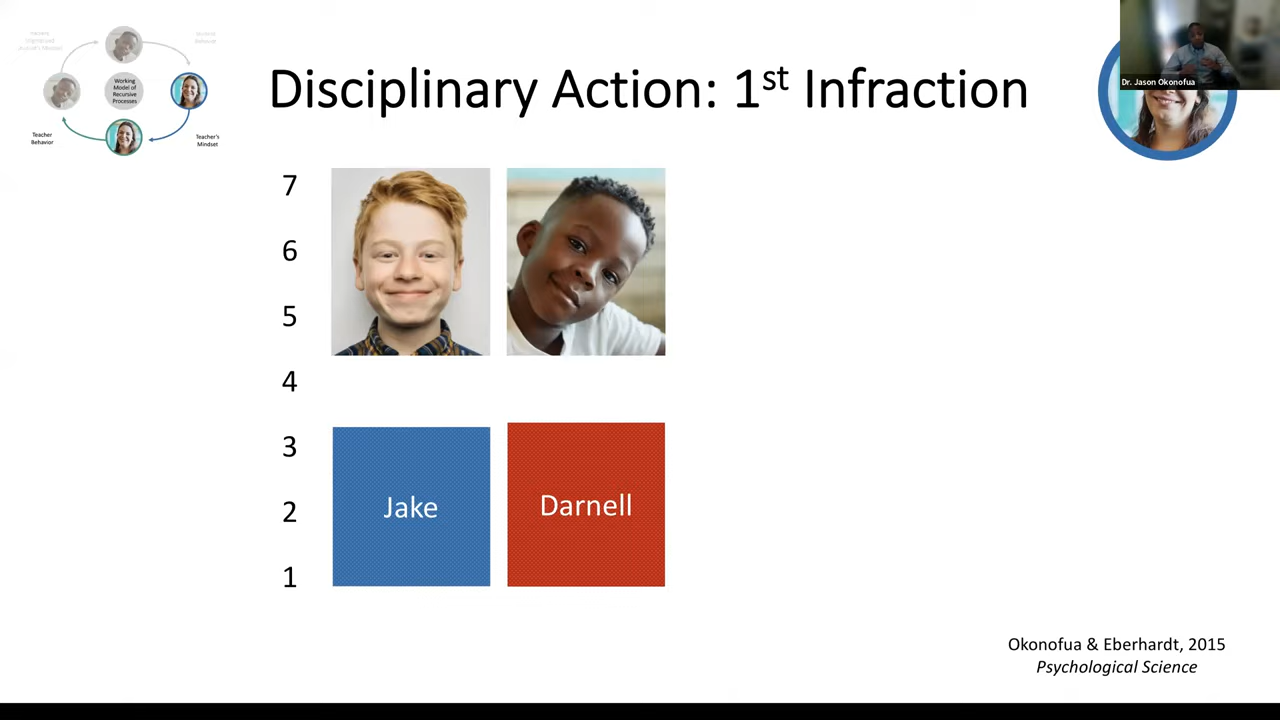 Disciplinary Action: 1st Infraction
Working
Model of
Recursive
Processes
Teacher
Behavior
Teacher's
Mindset
Dr. Jason Okonofua
7
6
5
4
3
2
1
Jake
Darnell
Okonofua & Eberhardt, 2015
Psychological Science